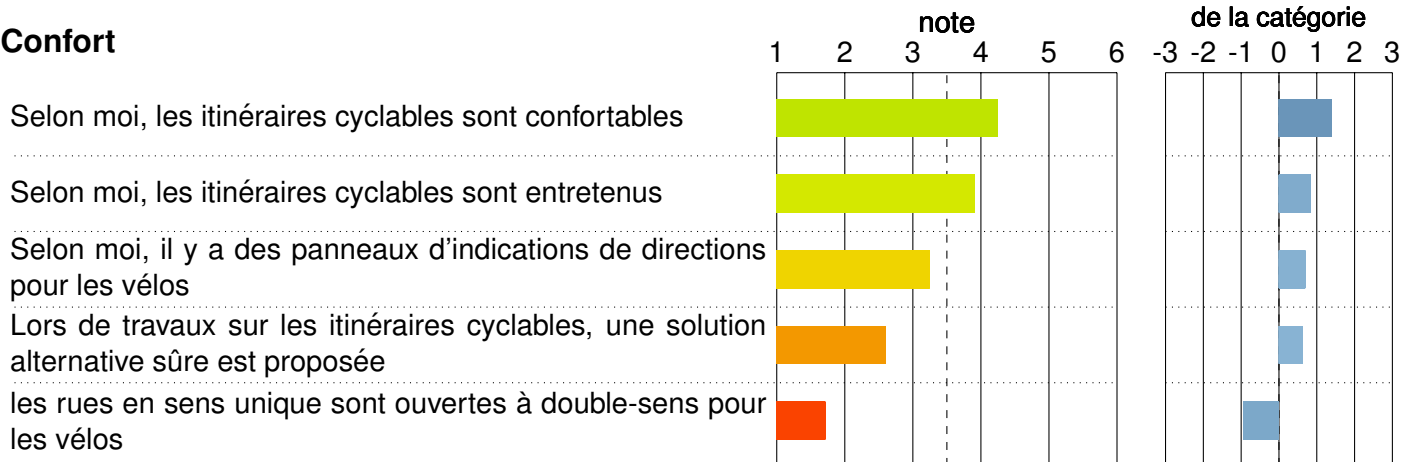 note
de la catégorie
Confort
1 2 3 4 5 6
-3 -2 -1 0 1 2 3
Selon moi, les itinéraires cyclables sont confortables
Selon moi, les itinéraires cyclables sont entretenus
Selon moi, il y a des panneaux d'indications de directions
pour les vélos
Lors de travaux sur les itinéraires cyclables, une solution
alternative sûre est proposée
les rues en sens unique sont ouvertes à double-sens pour
les vélos